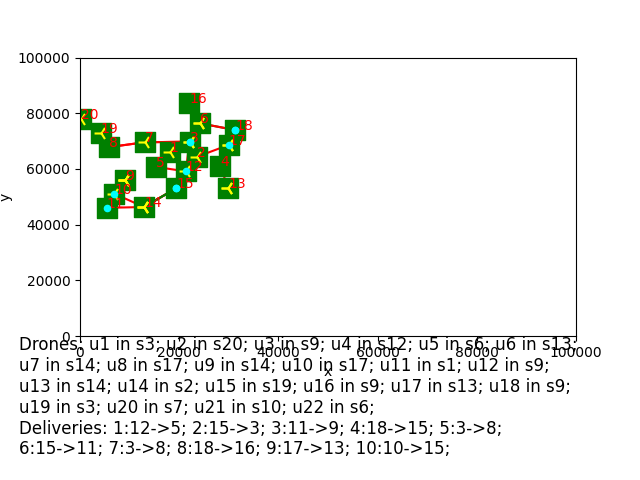 100000
80000
60000
40000
20000
0
y
0 20000 40000 60000 80000 100000
x
16
18
13
Drones: u1 in s3; u2 in s20; u3 in s9; u4 in s12; u5 in s6; u6 in s13;
u7 in s14; u8 in s17; u9 in s14; u10 in s17; u11 in s1; u12 in s9;
u13 in s14; u14 in s2; u15 in s19; u16 in s9; u17 in s13; u18 in s9;
u19 in s3; u20 in s7; u21 in s10; u22 in s6;
Deliveries: 1:12->5; 2:15->3; 3:11->9; 4:18->15; 5:3->8;
6:15->11; 7:3->8; 8:18->16; 9:17->13; 10:10->15;